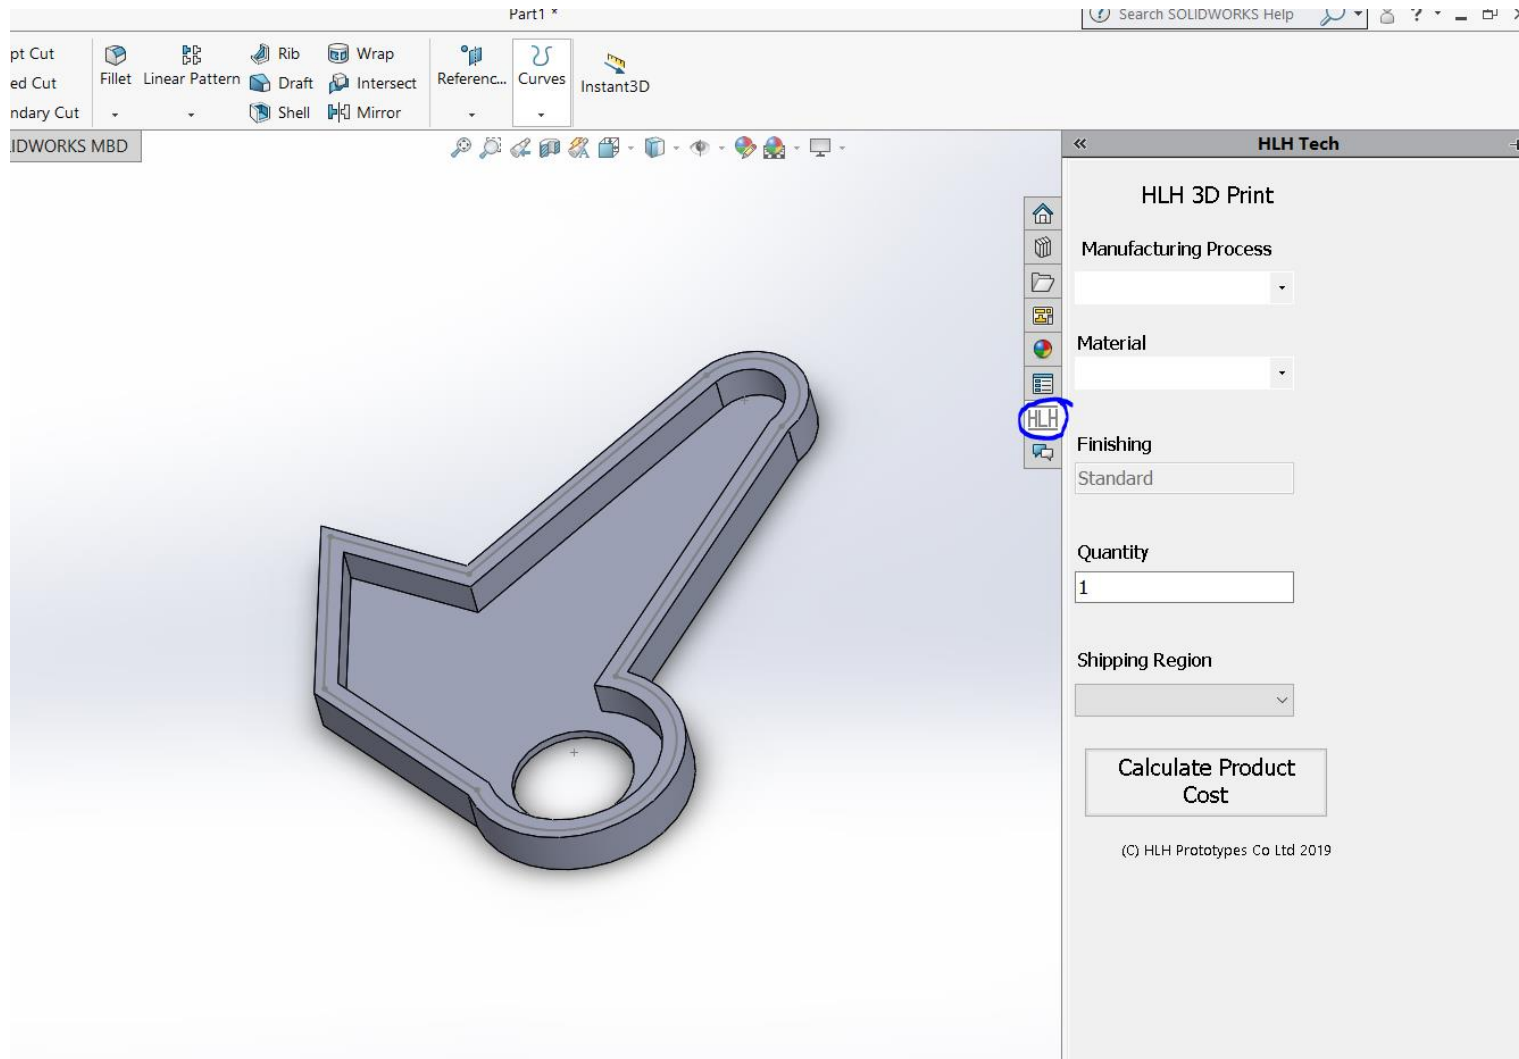 Part1 *
Search SOLIDWORKS Help
?
pt Cut
ed Cut
ndary Cut
Fillet
Linear Pattern
Rib
Draft
Shell
Wrap
Intersect
Mirror
Referenc...
Curves
Instant3D
IDWORKS MBD
HLH Tech
HLH 3D Print
Manufacturing Process
Material
HLH
Finishing
Standard
Quantity
1
Shipping Region
Calculate Product
Cost
(C) HLH Prototypes Co Ltd 2019